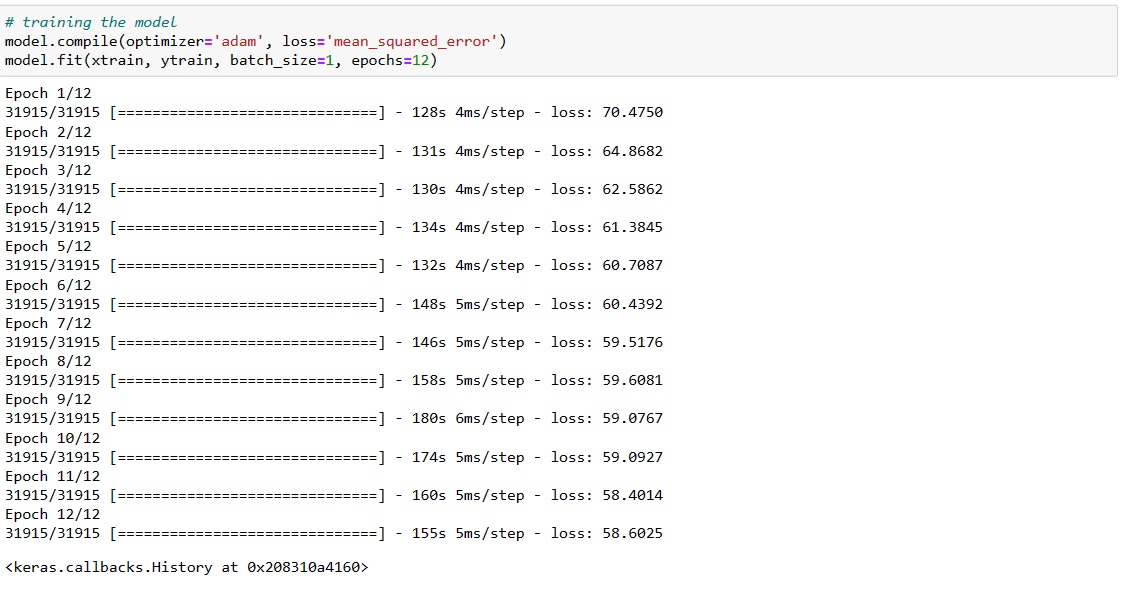 # training the model
model.compile(optimizer='adam', loss='mean_squared_error')
model.fit(xtrain, ytrain, batch_size=1, epochs=12)
Epoch 1/12
31915/31915 [==============================] - 128s 4ms/step - loss: 70.4750
Epoch 2/12
31915/31915 [==============================] - 131s 4ms/step - loss: 64.8682
Epoch 3/12
31915/31915 [==============================] - 130s 4ms/step - loss: 62.5862
Epoch 4/12
31915/31915 [==============================] - 134s 4ms/step - loss: 61.3845
Epoch 5/12
31915/31915 [==============================] - 132s 4ms/step - loss: 60.7087
Epoch 6/12
31915/31915 [==============================] - 148s 5ms/step - loss: 60.4392
Epoch 7/12
31915/31915 [==============================] - 146s 5ms/step - loss: 59.5176
Epoch 8/12
31915/31915 [==============================] - 158s 5ms/step - loss: 59.6081
Epoch 9/12
31915/31915 [==============================] - 180s 6ms/step - loss: 59.0767
Epoch 10/12
31915/31915 [==============================] - 174s 5ms/step - loss: 59.0927
Epoch 11/12
31915/31915 [==============================] - 160s 5ms/step - loss: 58.4014
Epoch 12/12
31915/31915 [==============================] - 155s 5ms/step - loss: 58.6025
<keras.callbacks.History at 0x208310a4160>